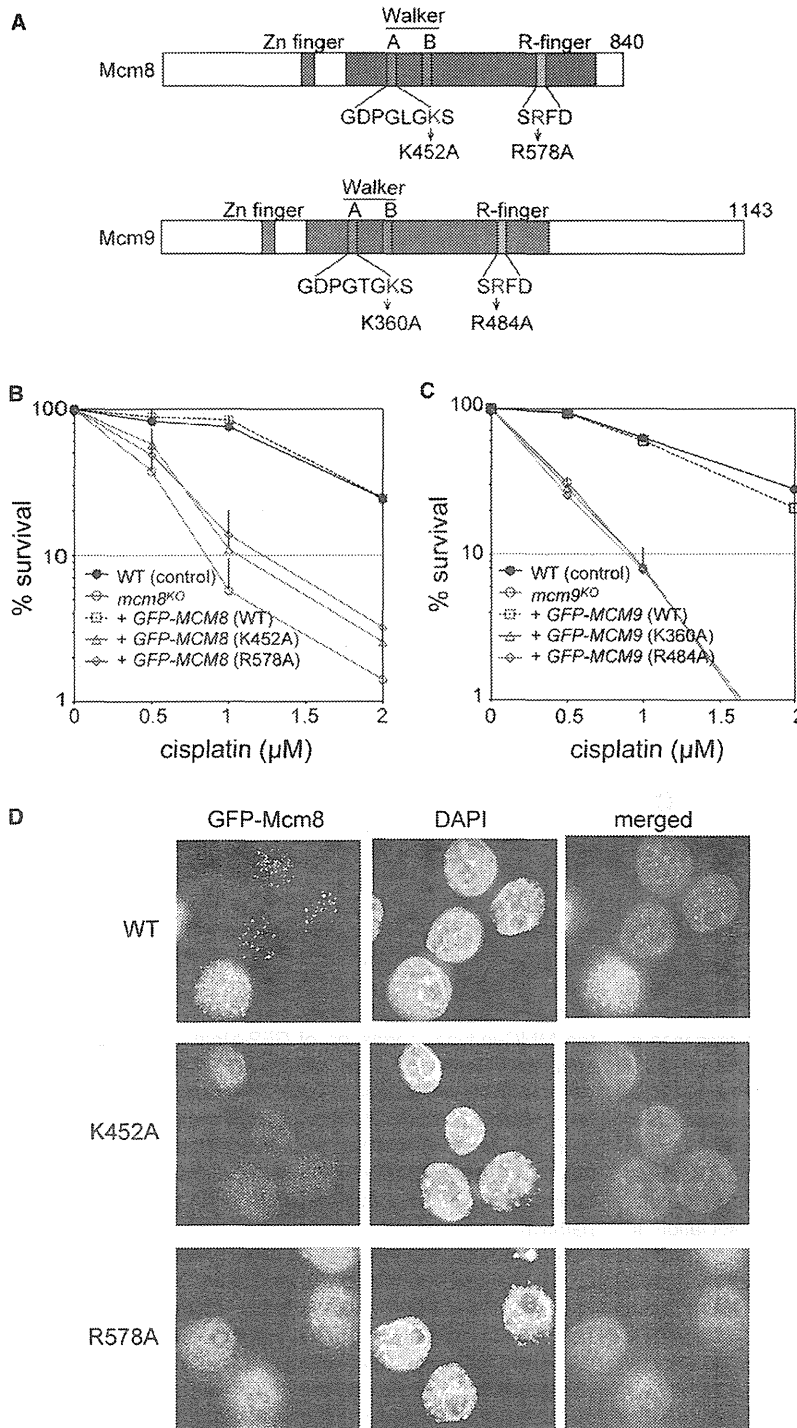 A
Walker
Zn finger A B R-finger 840
Mcm8
GDPGLGKS SRFD
K452A R578A
Walker
Zn finger A B R-finger 1143
Mcm9
GDPGTGKS SRFD
K360A R484A
B
100
10
1
% survival
WT (control)
mcm8KO
+ GFP-MCM8 (WT)
+ GFP-MCM8 (K452A)
+ GFP-MCM8 (R578A)
0 0.5 1 2
cisplatin (µM)
C
100
10
1
% survival
WT (control)
mcm9KO
+ GFP-MCM9 (WT)
+ GFP-MCM9 (K360A)
+ GFP-MCM9 (R484A)
0 0.5 1 1.5 2
cisplatin (µM)
D
GFP-Mcm8 DAPI merged
WT
K452A
R578A